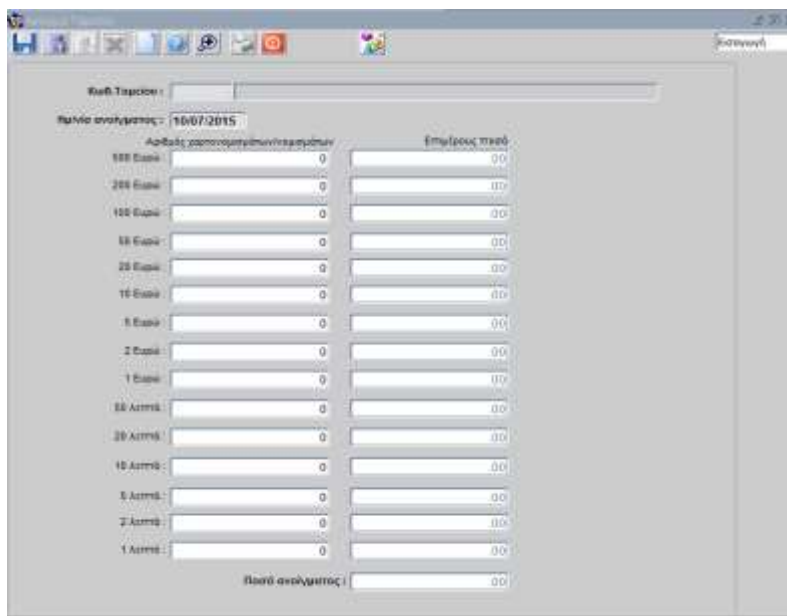 Εισαγωγή
Κωδ.Ταμείου :
Ημ/νία ανοίγματος : 10/07/2015
Αριθμός χαρτονομισμάτων/νομισμάτων Επιμέρους ποσό
500 Ευρώ : 0 .00
200 Ευρώ : 0 .00
100 Ευρώ : 0 .00
50 Ευρώ : 0 .00
20 Ευρώ : 0 .00
10 Ευρώ : 0 .00
5 Ευρώ : 0 .00
2 Ευρώ : 0 .00
1 Ευρώ : 0 .00
50 Λεπτά : 0 .00
20 Λεπτά : 0 .00
10 Λεπτά : 0 .00
5 Λεπτά : 0 .00
2 Λεπτά : 0 .00
1 Λεπτά : 0 .00
Ποσό ανοίγματος : .00